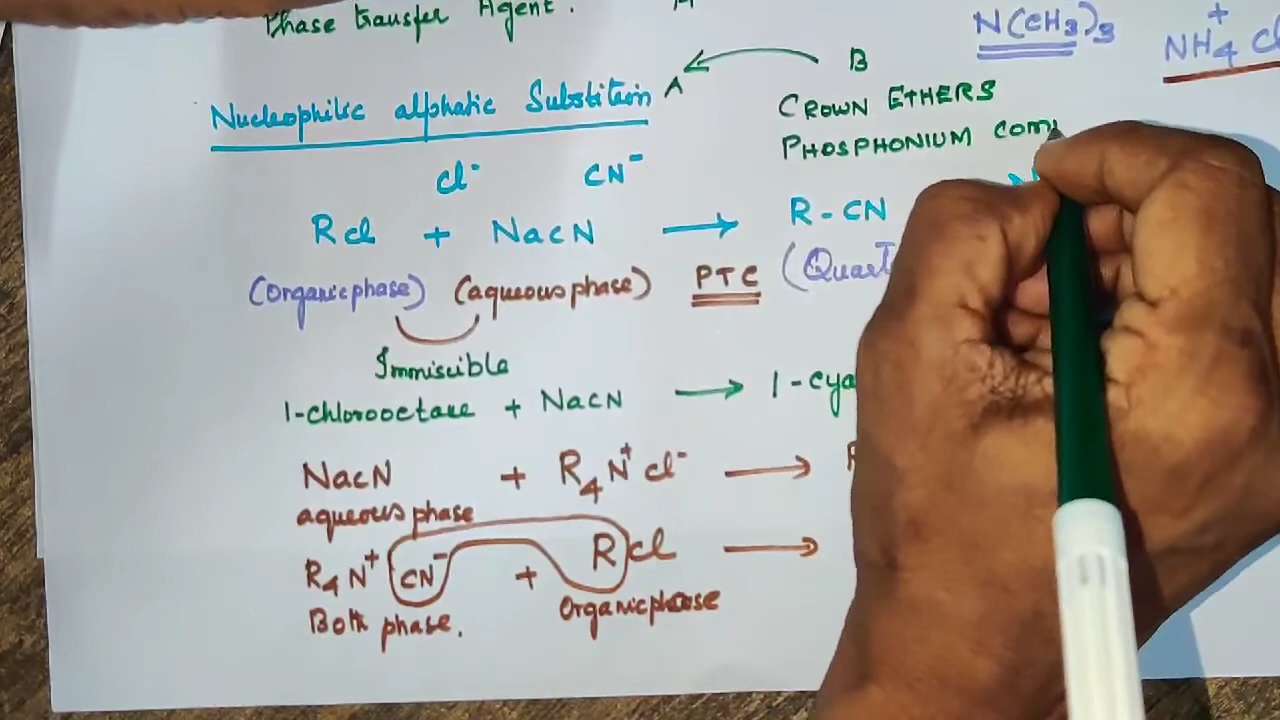 Phase transfer Agent.
N(CH3)3
NH4+ Cl
Nucleophilic aliphatic Substitution
A
B
CROWN ETHERS
PHOSPHONIUM COM
Cl- CN-
RCl + NaCN → R-CN
(Organic phase) (aqueous phase) PTC (Quart
Immiscible
1-chlorooctane + NaCN → 1-cya
NaCN + R4N+Cl- →
aqueous phase
R4N+ CN- + RCl →
Both phase. Organic phase